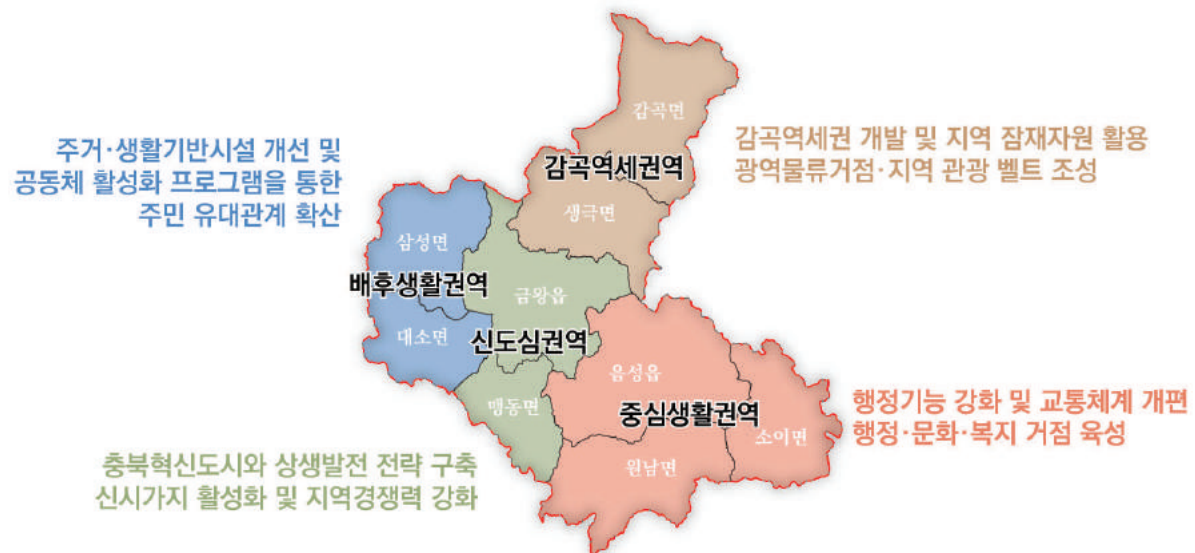 감곡면
주거·생활기반시설 개선 및
공동체 활성화 프로그램을 통한
주민 유대관계 확산
감곡역세권 개발 및 지역 잠재자원 활용
광역물류거점·지역 관광 벨트 조성
감곡역세권역
생극면
삼성면
배후생활권역
금왕읍
대소면
신도심권역
음성읍
맹동면
중심생활권역
소이면
원남면
행정기능 강화 및 교통체계 개편
행정·문화·복지 거점 육성
충북혁신도시와 상생발전 전략 구축
신시가지 활성화 및 지역경쟁력 강화